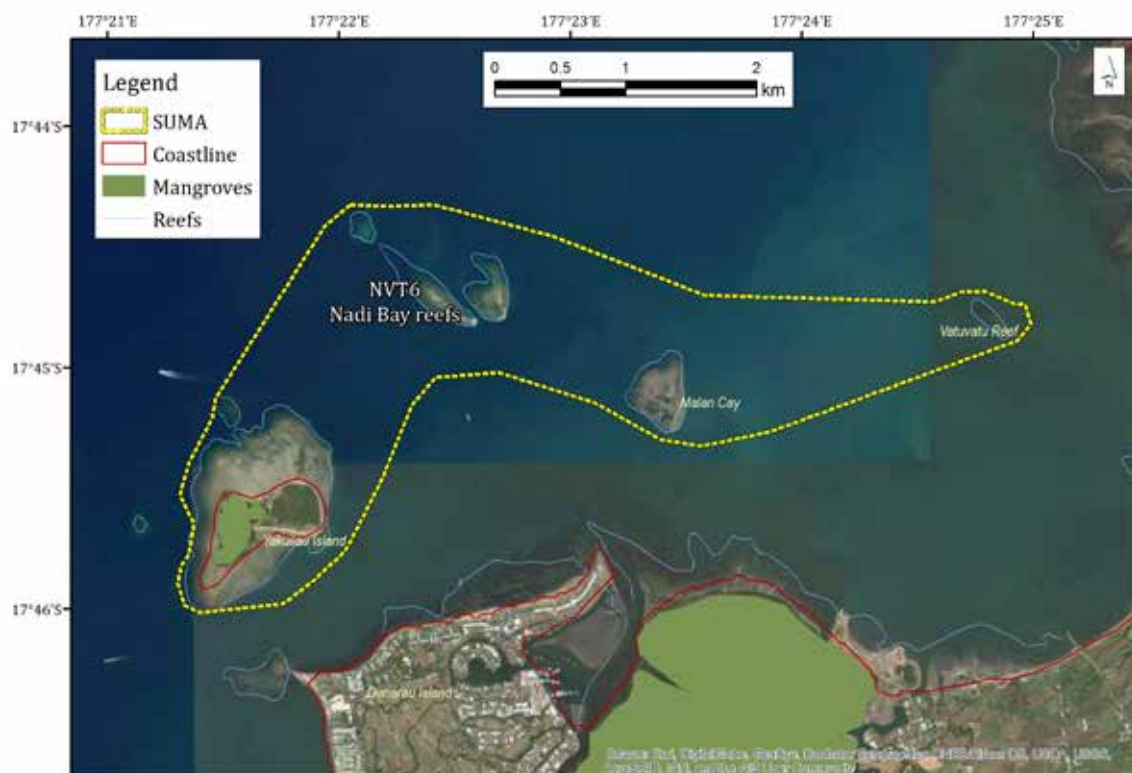 177°21'E
177°22'E
177°23'E
177°24'E
177°25'E
0 0.5 1 2
km
N
Legend
SUMA
Coastline
Mangroves
Reefs
17°44'S
17°45'S
17°46'S
NVT6
Nadi Bay reefs
Vatuvatu Reef
Malan Cay
Island
Denarau Island